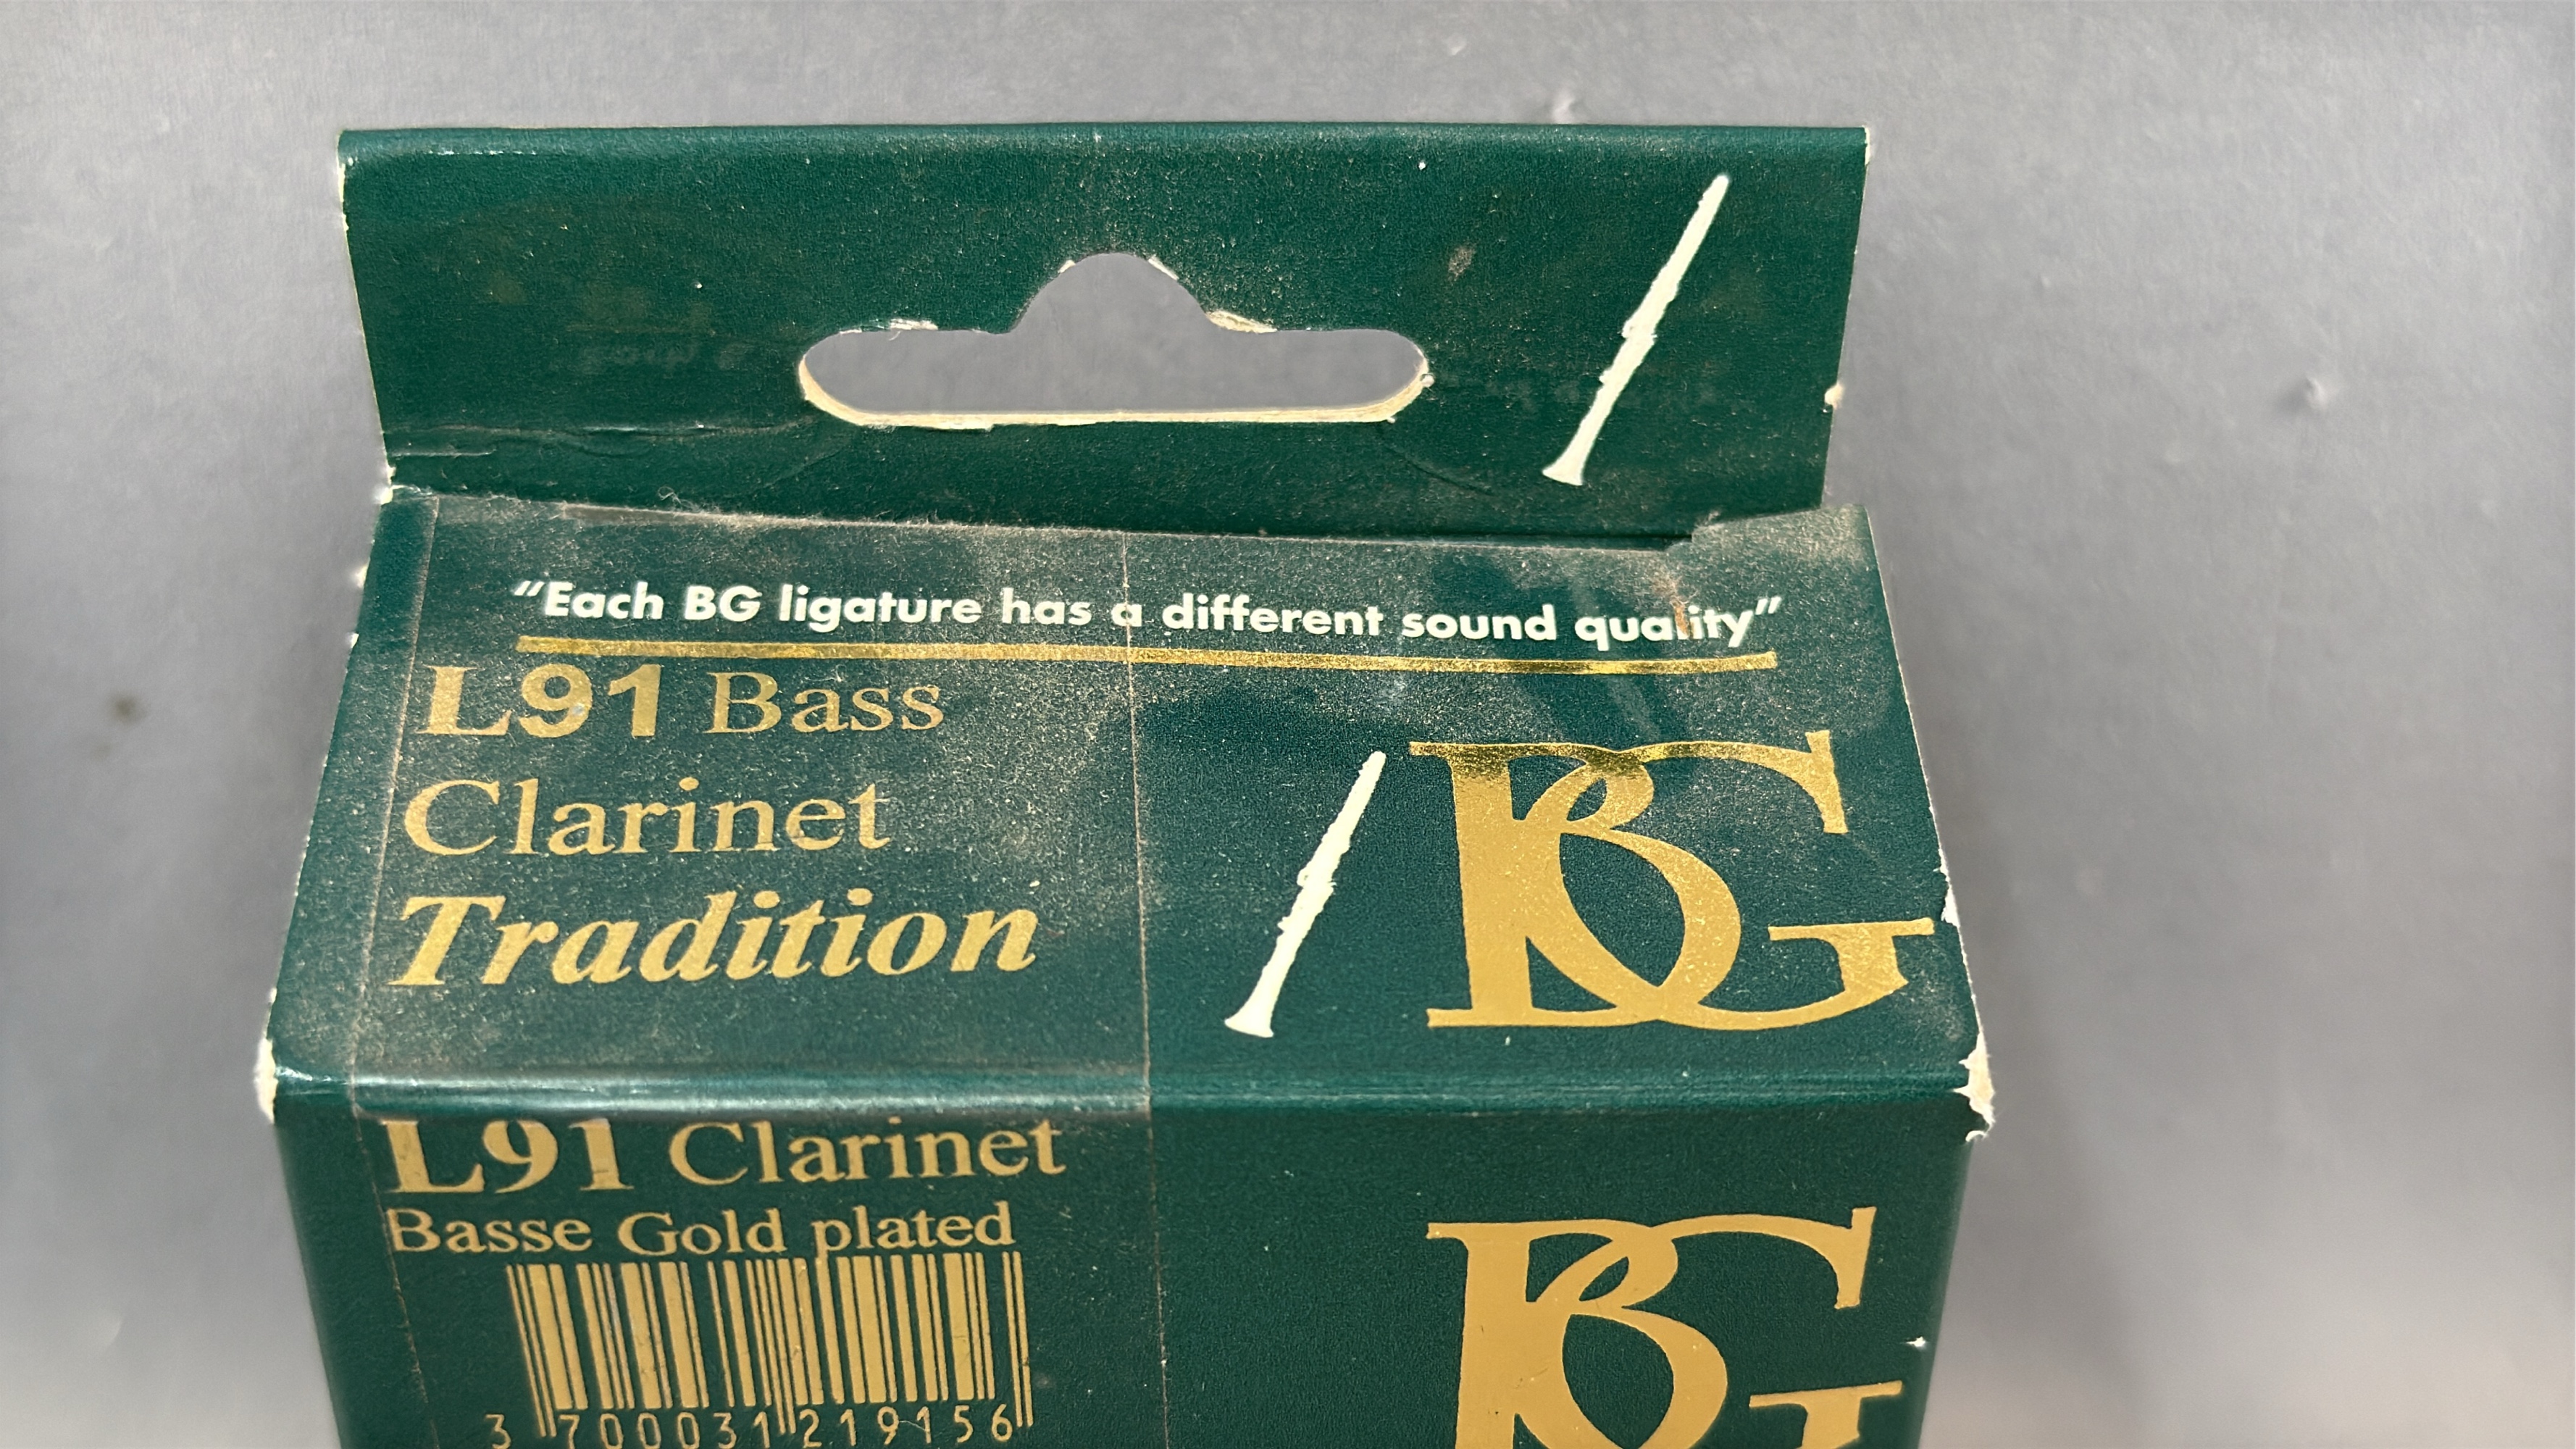 “Each BG ligature has a different sound quality”
L91 Bass
Clarinet
Tradition
BG
L91 Clarinet
Basse Gold plated
3 700031 219156
BG